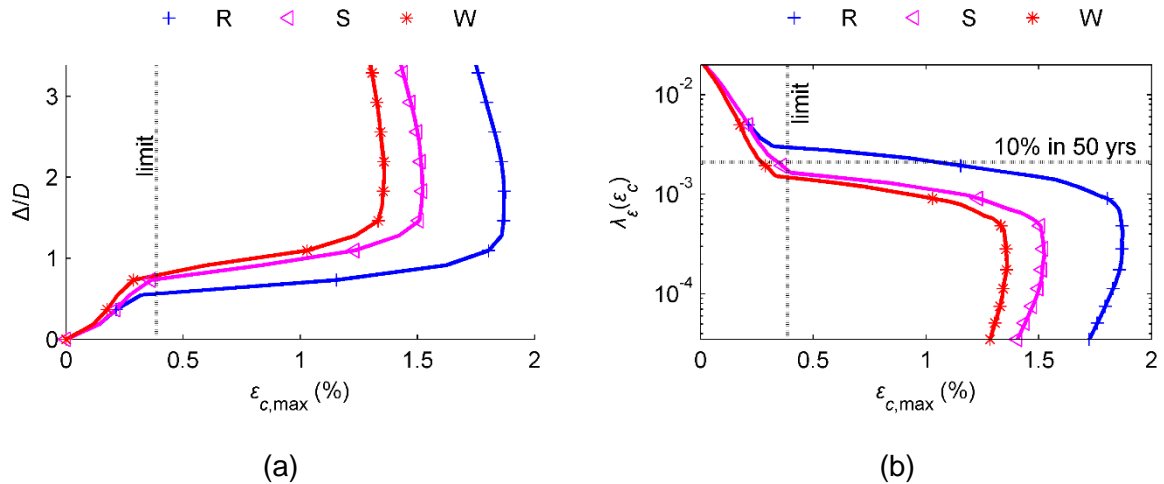 R S W
R S W
3
2
1
0
Δ/D
limit
0 0.5 1 1.5 2
ε_c,max (%)
(a)
10⁻²
10⁻³
10⁻⁴
λ_ε(ε_c)
limit
10% in 50 yrs
0 0.5 1 1.5 2
ε_c,max (%)
(b)